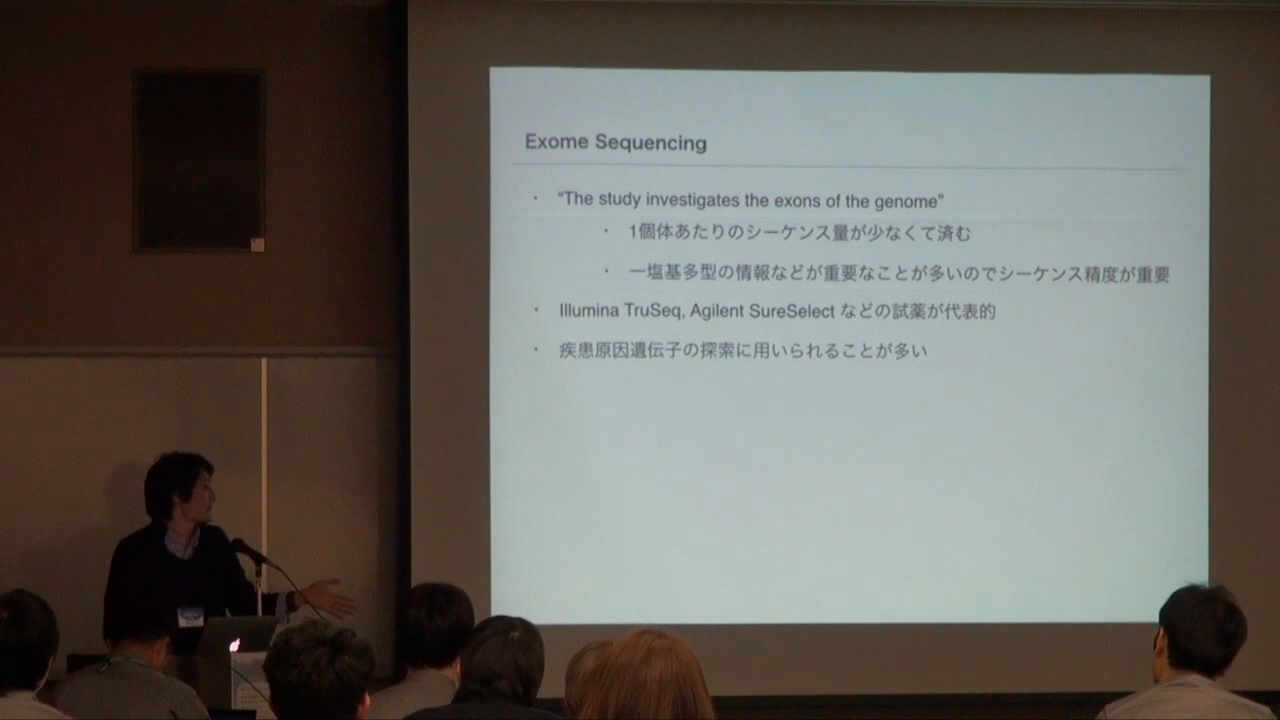 Exome Sequencing
• "The study investigates the exons of the genome"
• 1個体あたりのシーケンス量が少なくて済む
• 一塩基多型の情報などが重要なことが多いのでシーケンス精度が重要
• Illumina TruSeq, Agilent SureSelect などの試薬が代表的
• 疾患原因遺伝子の探索に用いられることが多い